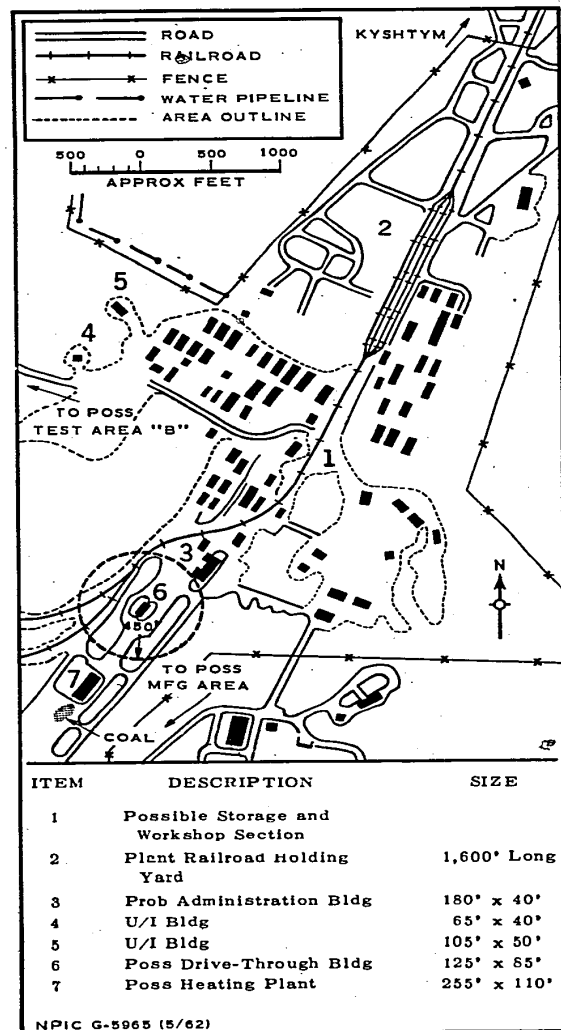 ROAD
RAILROAD
FENCE
WATER PIPELINE
AREA OUTLINE
KYSHTYM
500 0 500 1000
APPROX FEET
2
5
4
TO POSS
TEST AREA "B"
1
3
N
6
450'
7
TO POSS
MFG AREA
COAL
ITEM DESCRIPTION SIZE
1 Possible Storage and
Workshop Section
2 Plant Railroad Holding 1,600' Long
Yard
3 Prob Administration Bldg 180' x 40'
4 U/I Bldg 65' x 40'
5 U/I Bldg 105' x 50'
6 Poss Drive-Through Bldg 125' x 85'
7 Poss Heating Plant 255' x 110'
NPIC G-5965 (5/62)